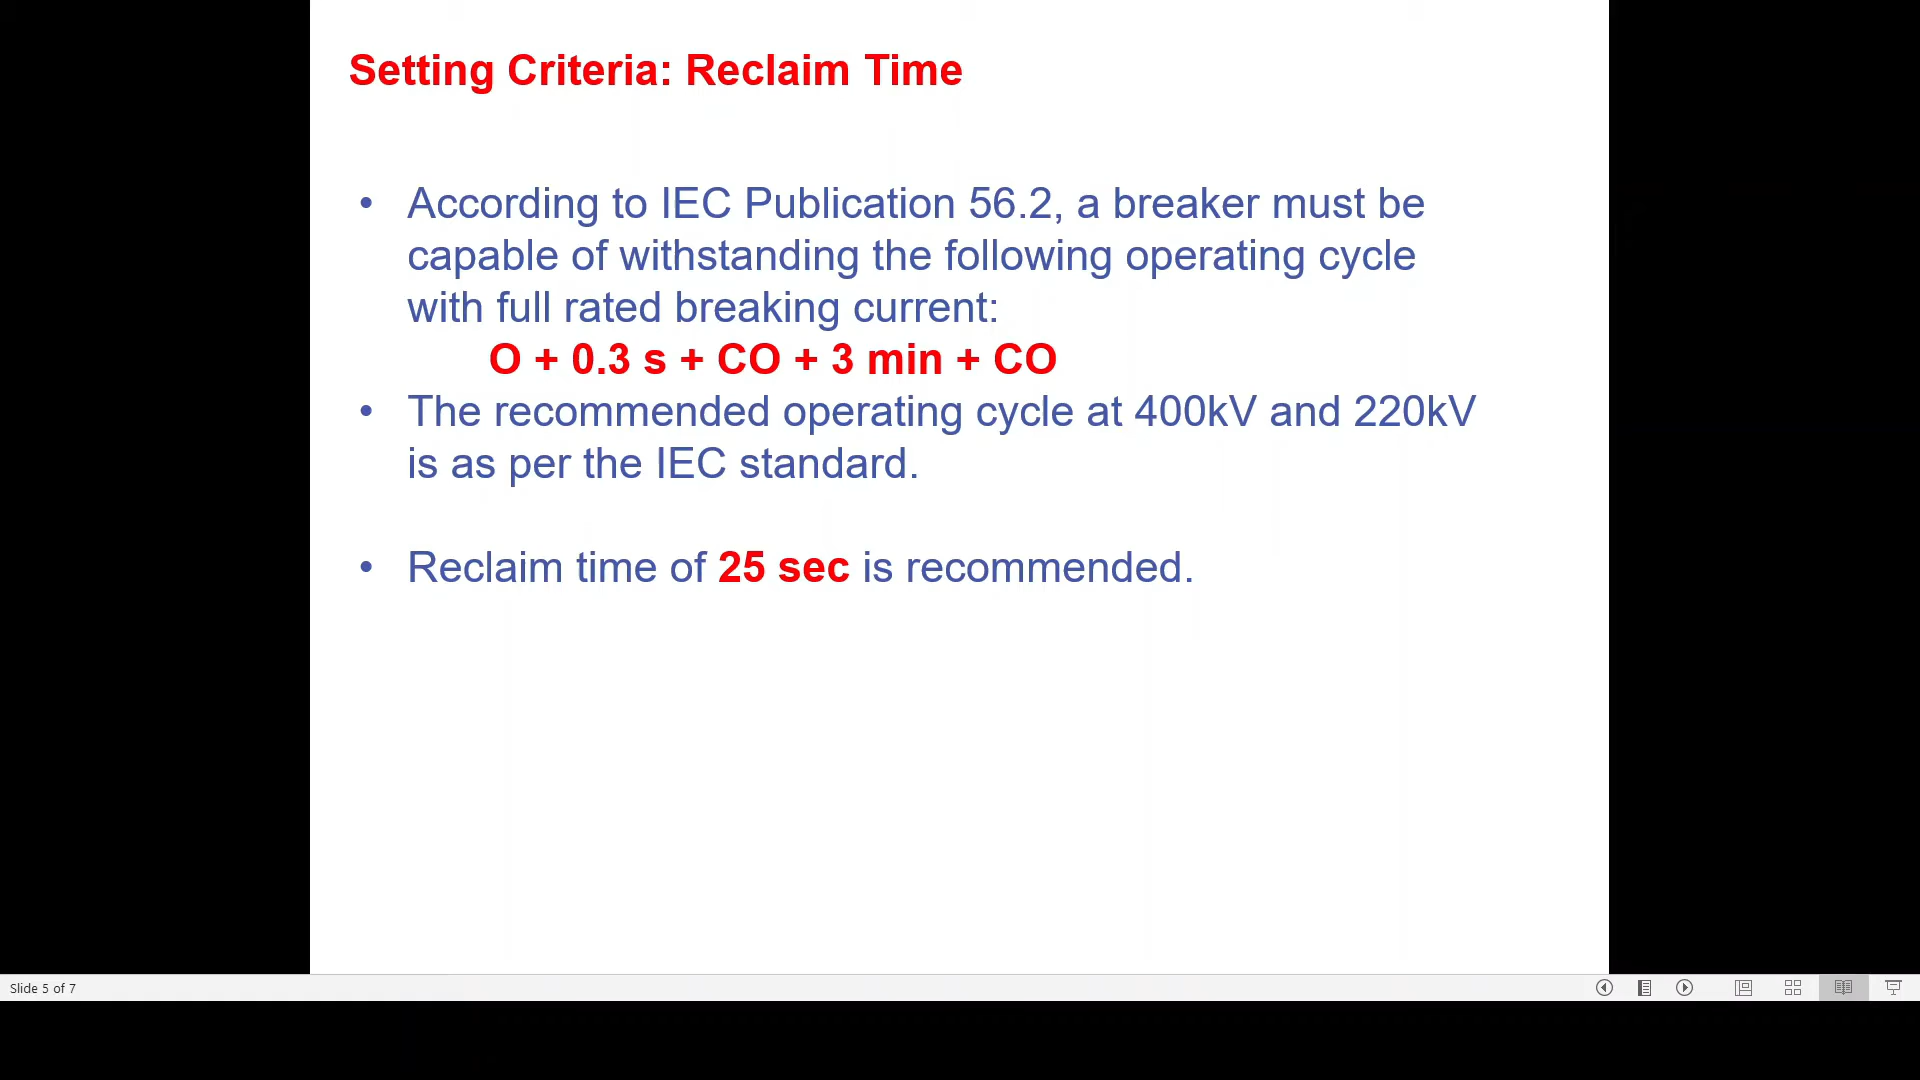 Setting Criteria: Reclaim Time
• According to IEC Publication 56.2, a breaker must be
capable of withstanding the following operating cycle
with full rated breaking current:
O + 0.3 s + CO + 3 min + CO
• The recommended operating cycle at 400kV and 220kV
is as per the IEC standard.
• Reclaim time of 25 sec is recommended.
Slide 5 of 7